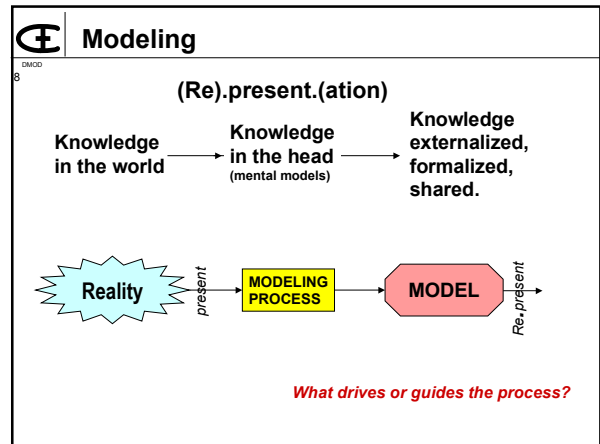 Modeling
DMOD
8
(Re).present.(ation)
Knowledge
in the world
Knowledge
in the head
(mental models)
Knowledge
externalized,
formalized,
shared.
Reality
present
MODELING
PROCESS
MODEL
Re.present
What drives or guides the process?